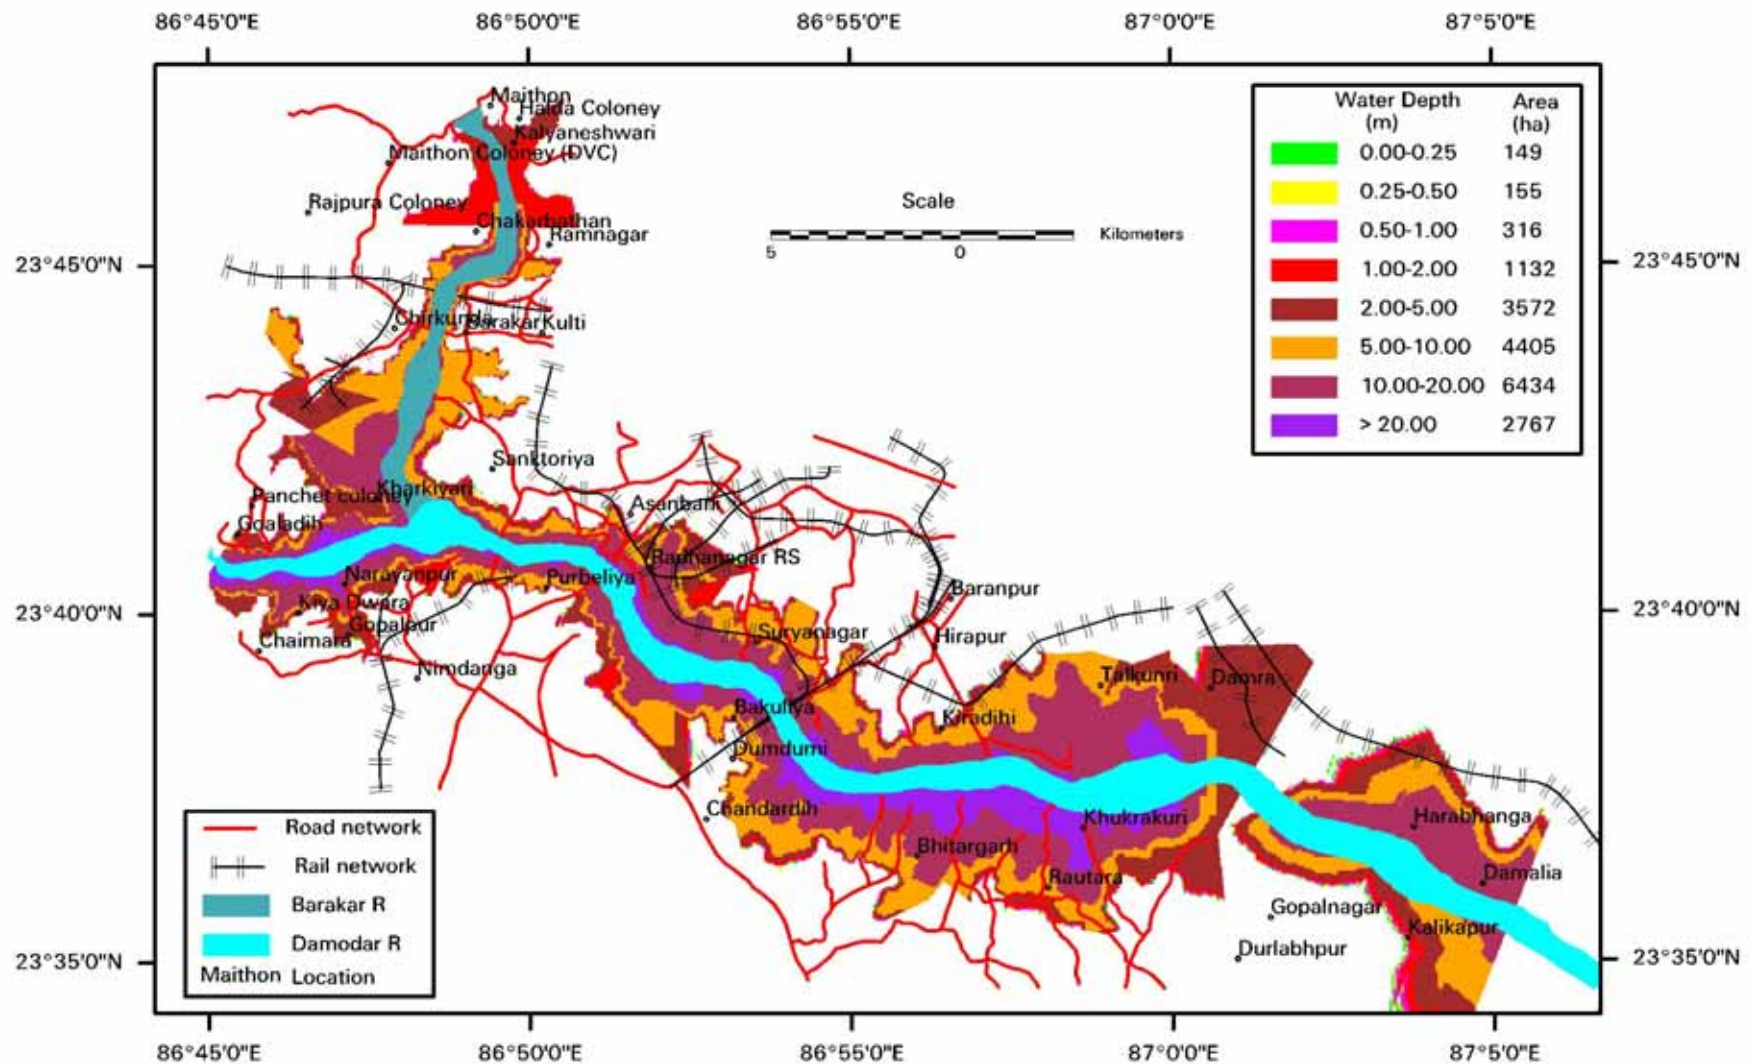 86°45'0"E 86°50'0"E 86°55'0"E 87°0'0"E 87°5'0"E
Water Depth Area
(m) (ha)
0.00-0.25 149
0.25-0.50 155
0.50-1.00 316
1.00-2.00 1132
2.00-5.00 3572
5.00-10.00 4405
10.00-20.00 6434
> 20.00 2767
Scale
5 0 Kilometers
Maithon
Halda Coloney
Kalyaneshwari
Maithon Coloney (DVC)
Rajpura Coloney
Chakarbathan
Ramnagar
23°45'0"N 23°45'0"N
Chirkunda
Barakar Kulti
Sanktoriya
Kharkiyari
Panchet coloney
Asanbani
Goaladih
Radhanagar RS
Narayanpur
Purbeliya
Baranpur
Kiya Dwara
23°40'0"N 23°40'0"N
Gopalpur
Suryanagar
Hirapur
Chaimara
Nimdanga
Talkunri
Damra
Bakuliya
Kiradihi
Dumdumi
Chandardih
Khukrakuri
Harabhanga
Bhitargarh
Rautara
Damalia
Gopalnagar
Kalikapur
Durlabhpur
23°35'0"N 23°35'0"N
Road network
Rail network
Barakar R
Damodar R
Maithon Location
86°45'0"E 86°50'0"E 86°55'0"E 87°0'0"E 87°5'0"E